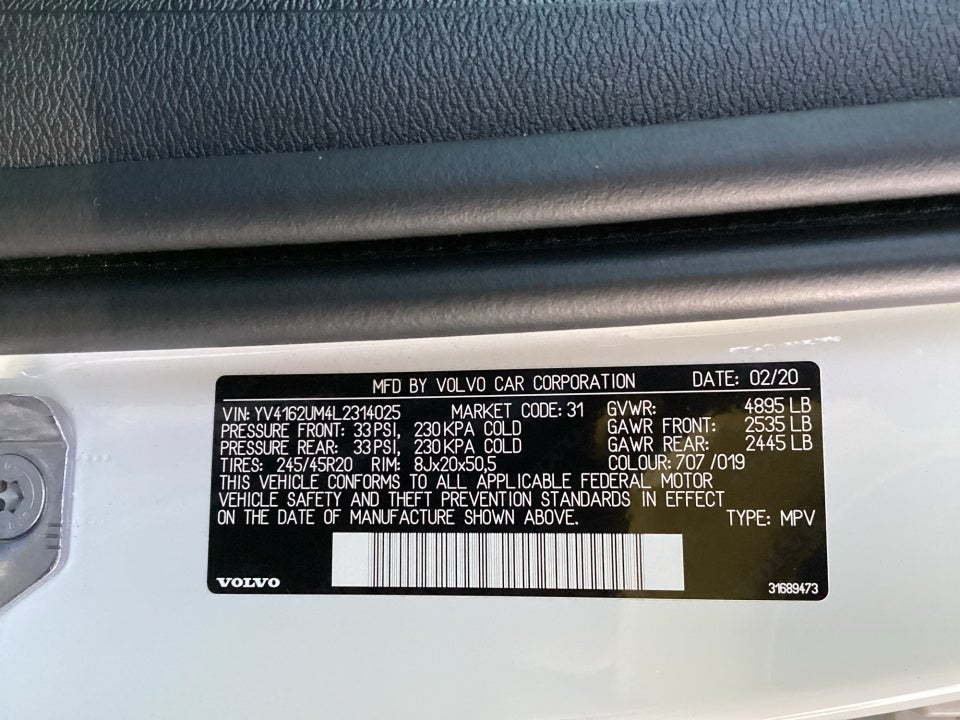 MFD BY VOLVO CAR CORPORATION DATE: 02/20
VIN: YV4162UM4L2314025 MARKET CODE: 31 GVWR: 4895 LB
PRESSURE FRONT: 33 PSI, 230 KPA COLD GAWR FRONT: 2535 LB
PRESSURE REAR: 33 PSI, 230 KPA COLD GAWR REAR: 2445 LB
TIRES: 245/45R20 RIM: 8Jx20x50,5 COLOUR: 707 /019
THIS VEHICLE CONFORMS TO ALL APPLICABLE FEDERAL MOTOR
VEHICLE SAFETY AND THEFT PREVENTION STANDARDS IN EFFECT
ON THE DATE OF MANUFACTURE SHOWN ABOVE. TYPE: MPV
VOLVO 31689473